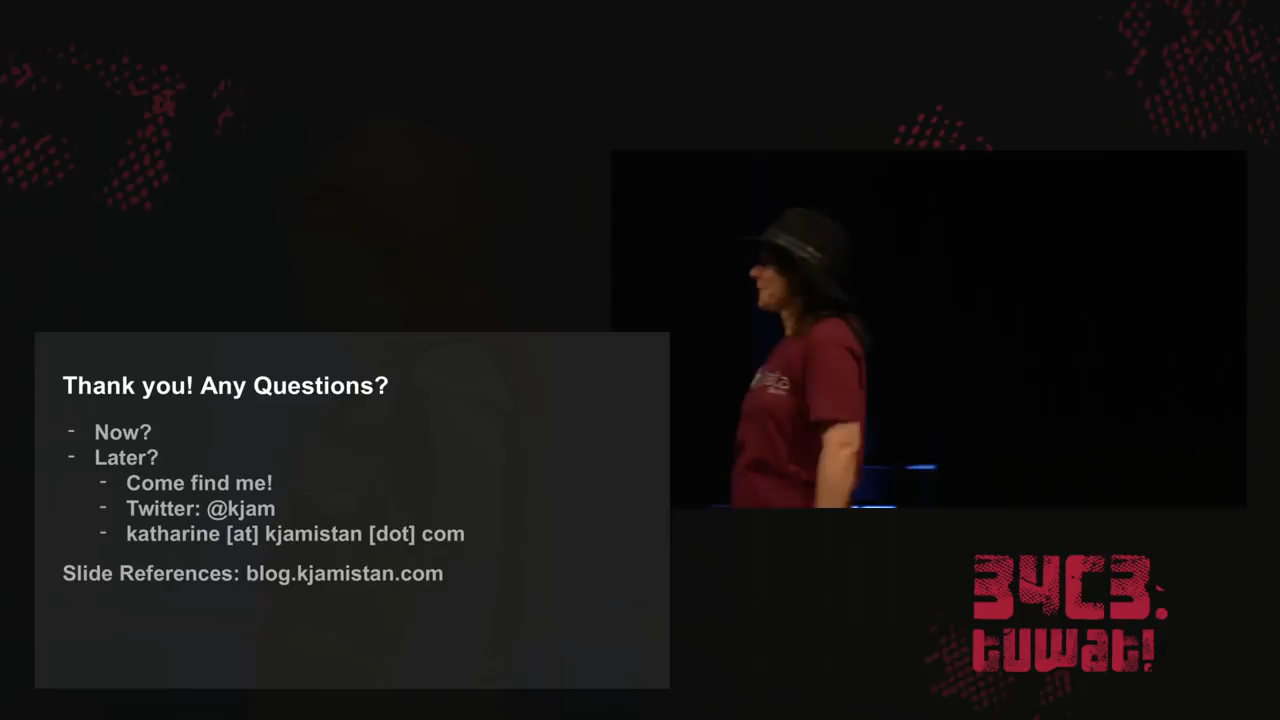 Thank you! Any Questions?
- Now?
- Later?
- Come find me!
- Twitter: @kjam
- katharine [at] kjamistan [dot] com
Slide References: blog.kjamistan.com
34C3.
tuwat!